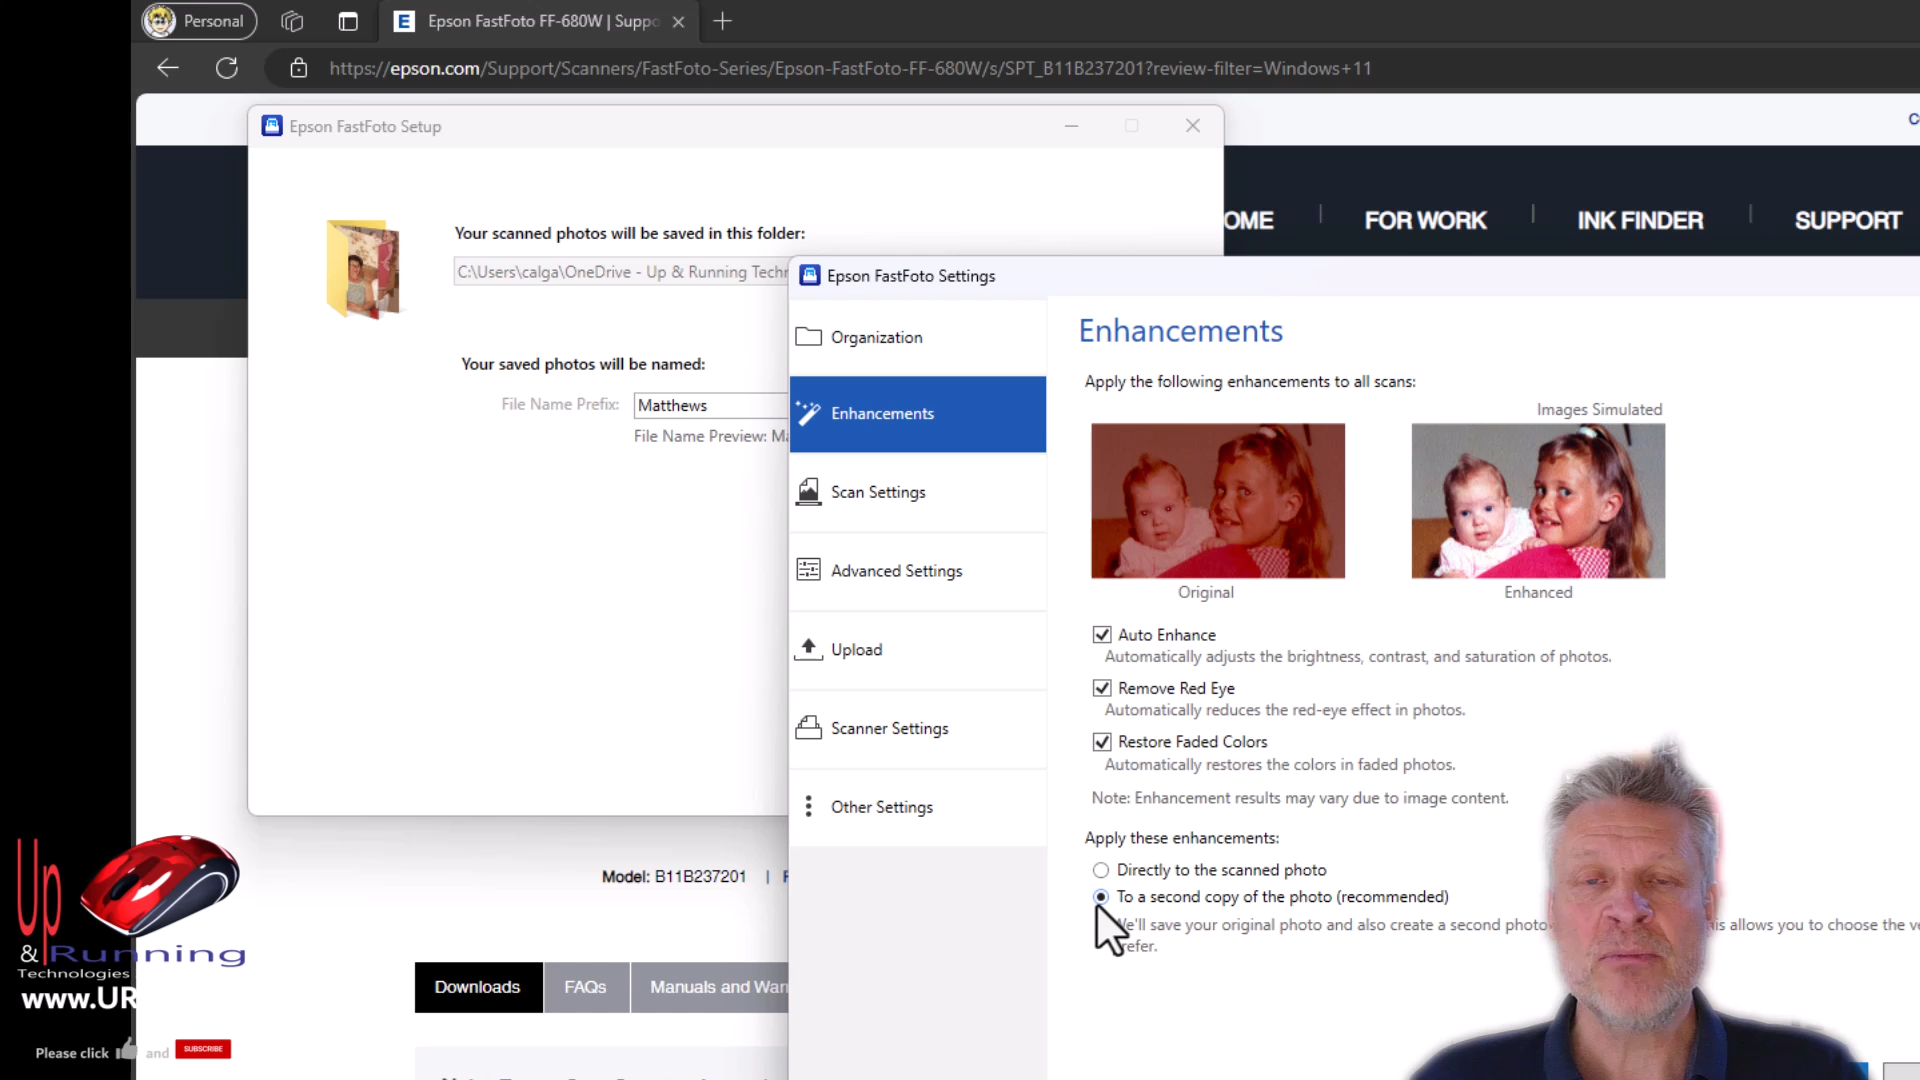 Personal
Epson FastFoto FF-680W | Suppo
https://epson.com/Support/Scanners/FastFoto-Series/Epson-FastFoto-FF-680W/s/SPT_B11B237201?review-filter=Windows+11
Epson FastFoto Setup
OME
FOR WORK
INK FINDER
SUPPORT
Your scanned photos will be saved in this folder:
C:\Users\calga\OneDrive - Up & Running Techn
Your saved photos will be named:
File Name Prefix: Matthews
File Name Preview: Ma
Epson FastFoto Settings
Organization
Enhancements
Scan Settings
Advanced Settings
Upload
Scanner Settings
Other Settings
Enhancements
Apply the following enhancements to all scans:
Images Simulated
Original
Enhanced
Auto Enhance
Automatically adjusts the brightness, contrast, and saturation of photos.
Remove Red Eye
Automatically reduces the red-eye effect in photos.
Restore Faded Colors
Automatically restores the colors in faded photos.
Note: Enhancement results may vary due to image content.
Apply these enhancements:
Directly to the scanned photo
To a second copy of the photo (recommended)
We'll save your original photo and also create a second photo is allows you to choose the ve
refer.
Model: B11B237201 |
Downloads
FAQs
Manuals and War
Up
& Running
Technologies
www.UR
Please click and SUBSCRIBE